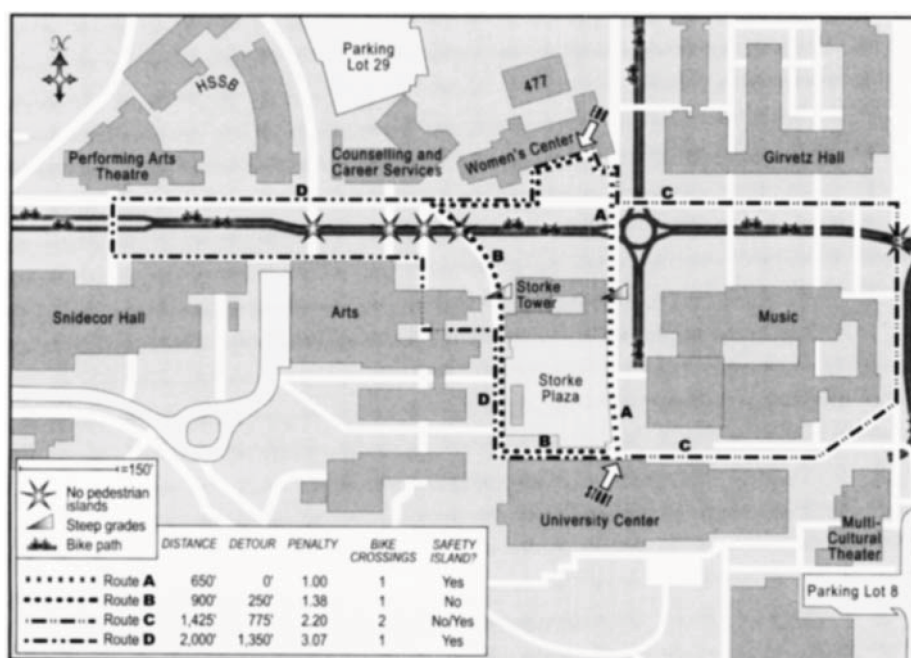 N
HSSB
Parking
Lot 29
477
Performing Arts
Theatre
Counselling and
Career Services
Women's Center
Girvetz Hall
D
A
C
B
Storke
Tower
Snidecor Hall
Arts
Music
Storke
Plaza
D
A
B
C
=150'
No pedestrian
islands
Steep grades
Bike path
START
University Center
Multi-
Cultural
Theater
Parking Lot 8
DISTANCE DETOUR PENALTY BIKE CROSSINGS SAFETY ISLAND?
Route A 650' 0' 1.00 1 Yes
Route B 900' 250' 1.38 1 No
Route C 1,425' 775' 2.20 2 No/Yes
Route D 2,000' 1,350' 3.07 1 Yes